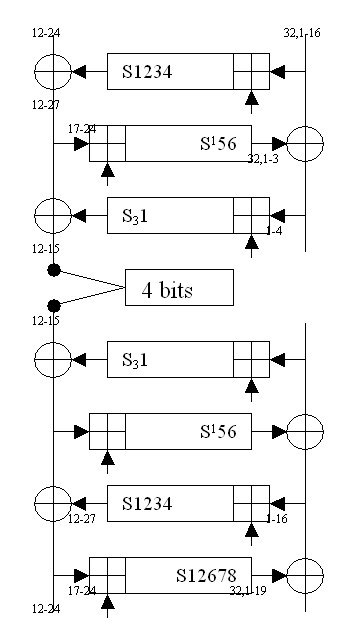 12-24 32,1-16
S1234
12-27
17-24
S¹56
32,1-3
S₃1
1-4
12-15
4 bits
12-15
S₃1
S¹56
S1234
12-27 1-16
S12678
17-24 32,1-19
12-24